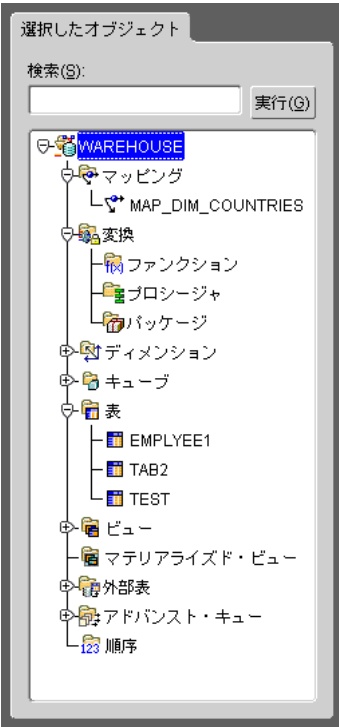 選択したオブジェクト
検索(S):
実行(G)
WAREHOUSE
マッピング
MAP_DIM_COUNTRIES
変換
f(x) ファンクション
プロシージャ
パッケージ
ディメンション
キューブ
表
EMPLYEE1
TAB2
TEST
ビュー
マテリアライズド・ビュー
外部表
アドバンスト・キュー
123 順序